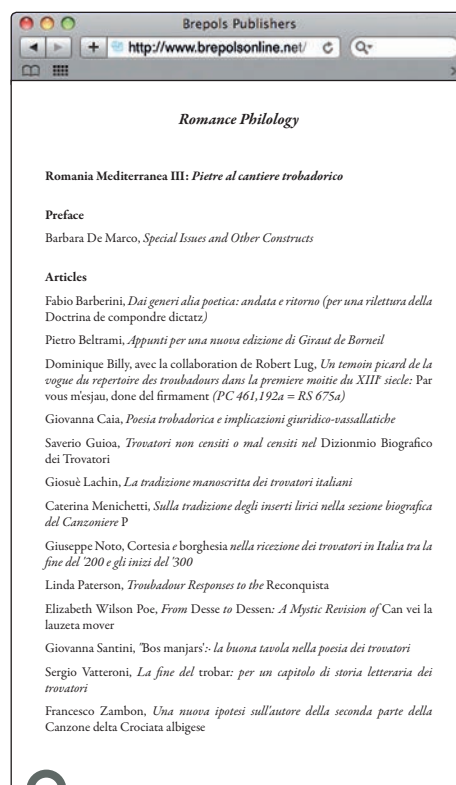 Brepols Publishers
http://www.brepolsonline.net/
Romance Philology
Romania Mediterranea III: Pietre al cantiere trobadorico
Preface
Barbara De Marco, Special Issues and Other Constructs
Articles
Fabio Barberini, Dai generi alia poetica: andata e ritorno (per una rilettura della
Doctrina de compondre dictatz)
Pietro Beltrami, Appunti per una nuova edizione di Giraut de Borneil
Dominique Billy, avec la collaboration de Robert Lug, Un temoin picard de la
vogue du repertoire des troubadours dans la premiere moitie du XIIIe siecle: Par
vous m'esjau, done del firmament (PC 461,192a = RS 675a)
Giovanna Caia, Poesia trobadorica e implicazioni giuridico-vassallatiche
Saverio Guioa, Trovatori non censiti o mal censiti nel Dizionmio Biografico
dei Trovatori
Giosuè Lachin, La tradizione manoscritta dei trovatori italiani
Caterina Menichetti, Sulla tradizione degli inserti lirici nella sezione biografica
del Canzoniere P
Giuseppe Noto, Cortesia e borghesia nella ricezione dei trovatori in Italia tra la
fine del '200 e gli inizi del '300
Linda Paterson, Troubadour Responses to the Reconquista
Elizabeth Wilson Poe, From Desse to Dessen: A Mystic Revision of Can vei la
lauzeta mover
Giovanna Santini, "Bos manjars':- la buona tavola nella poesia dei trovatori
Sergio Vatteroni, La fine del trobar: per un capitolo di storia letteraria dei
trovatori
Francesco Zambon, Una nuova ipotesi sull'autore della seconda parte della
Canzone delta Crociata albigese